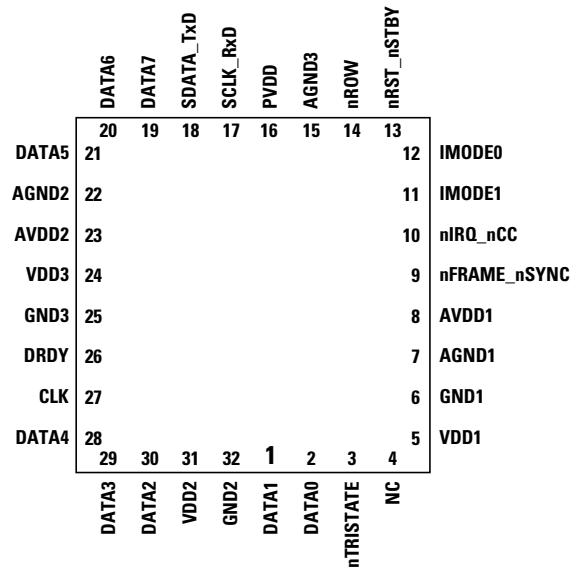 DATA6 DATA7 SDATA_TxD SCLK_RxD PVDD AGND3 nROW nRST_nSTBY
20 19 18 17 16 15 14 13
DATA5 21 12 IMODE0
AGND2 22 11 IMODE1
AVDD2 23 10 nIRQ_nCC
VDD3 24 9 nFRAME_nSYNC
GND3 25 8 AVDD1
DRDY 26 7 AGND1
CLK 27 6 GND1
DATA4 28 5 VDD1
29 30 31 32 1 2 3 4
DATA3 DATA2 VDD2 GND2 DATA1 DATA0 nTRISTATE NC